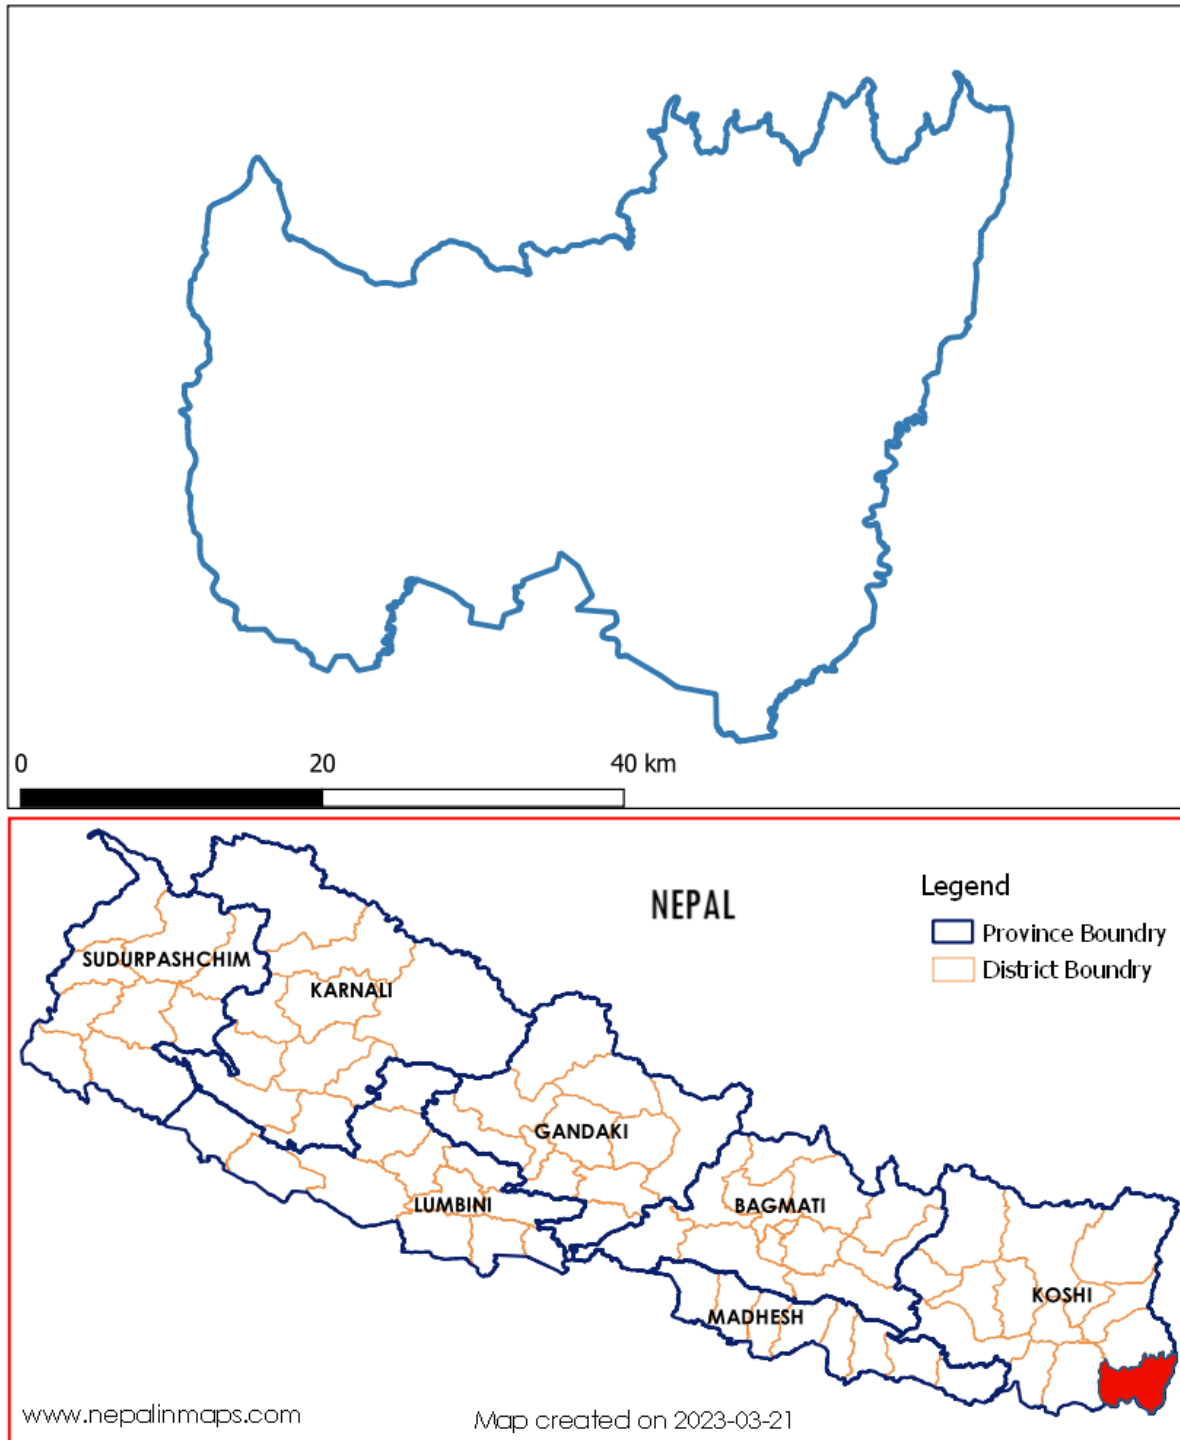 0 20 40 km
NEPAL
Legend
Province Boundry
District Boundry
SUDURPASHCHIM
KARNALI
GANDAKI
LUMBINI
BAGMATI
MADHESH
KOSHI
www.nepalinmaps.com
Map created on 2023-03-21